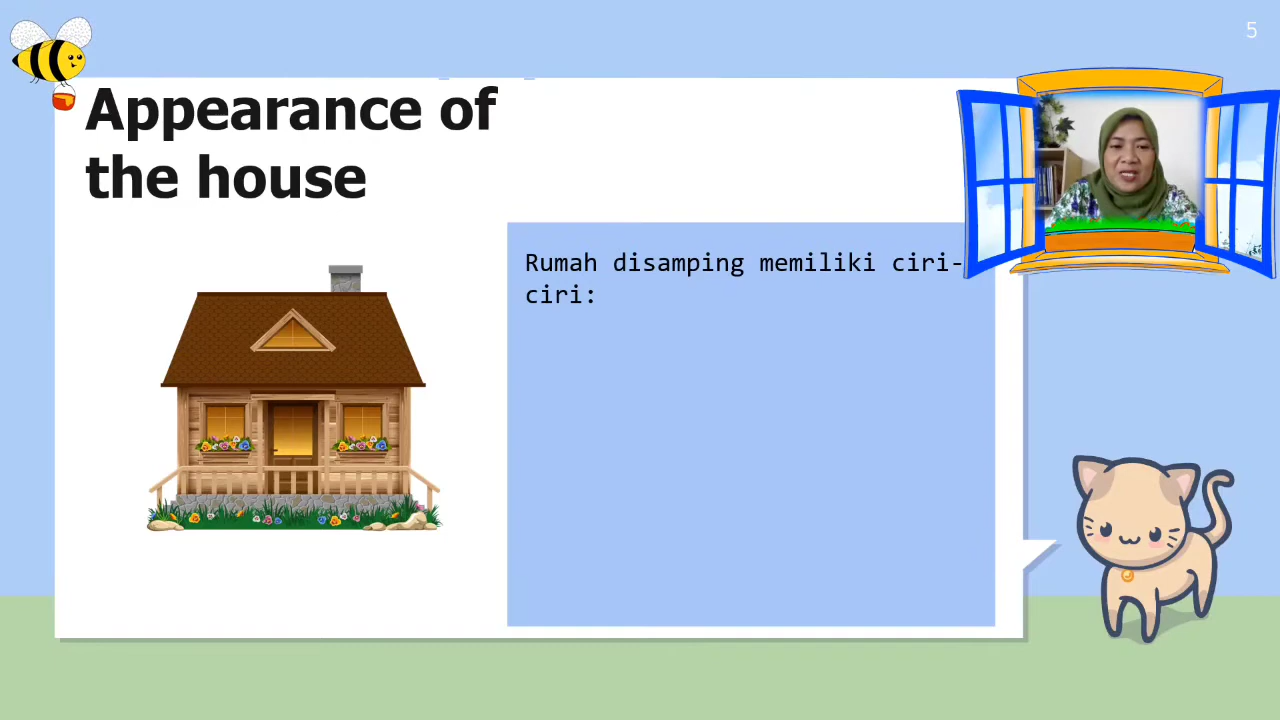 5
Appearance of
the house
Rumah disamping memiliki ciri-
ciri: